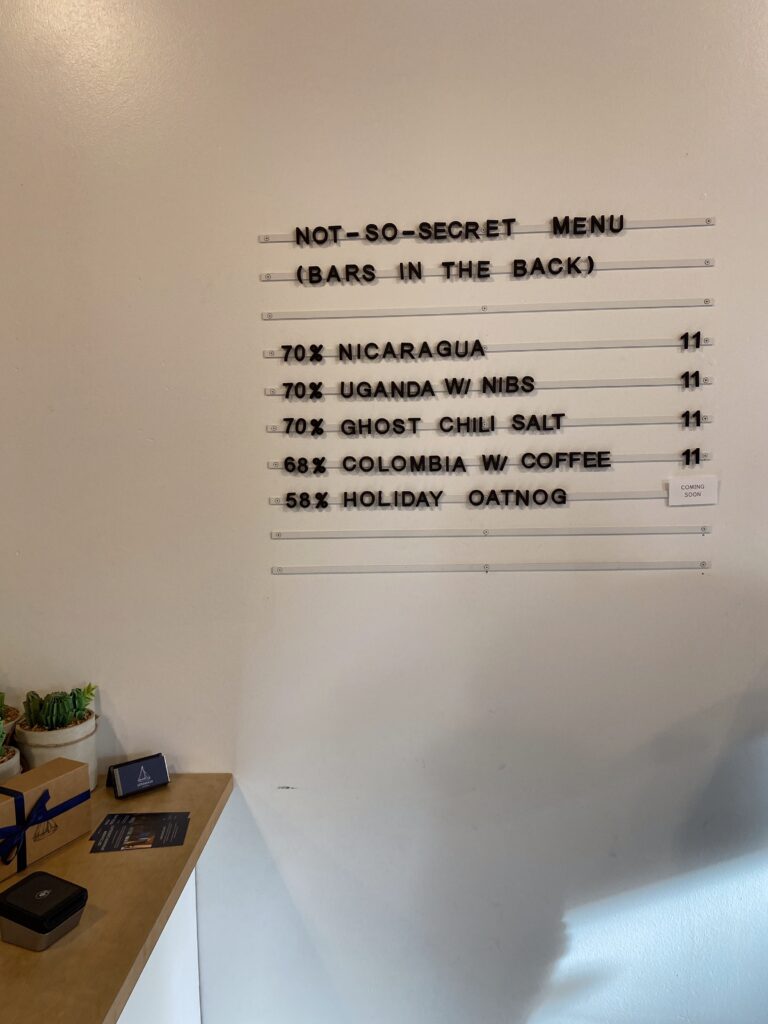 NOT-SO-SECRET MENU
(BARS IN THE BACK)
70% NICARAGUA 11
70% UGANDA W/ NIBS 11
70% GHOST CHILI SALT 11
68% COLOMBIA W/ COFFEE 11
58% HOLIDAY OATNOG
COMING
SOON